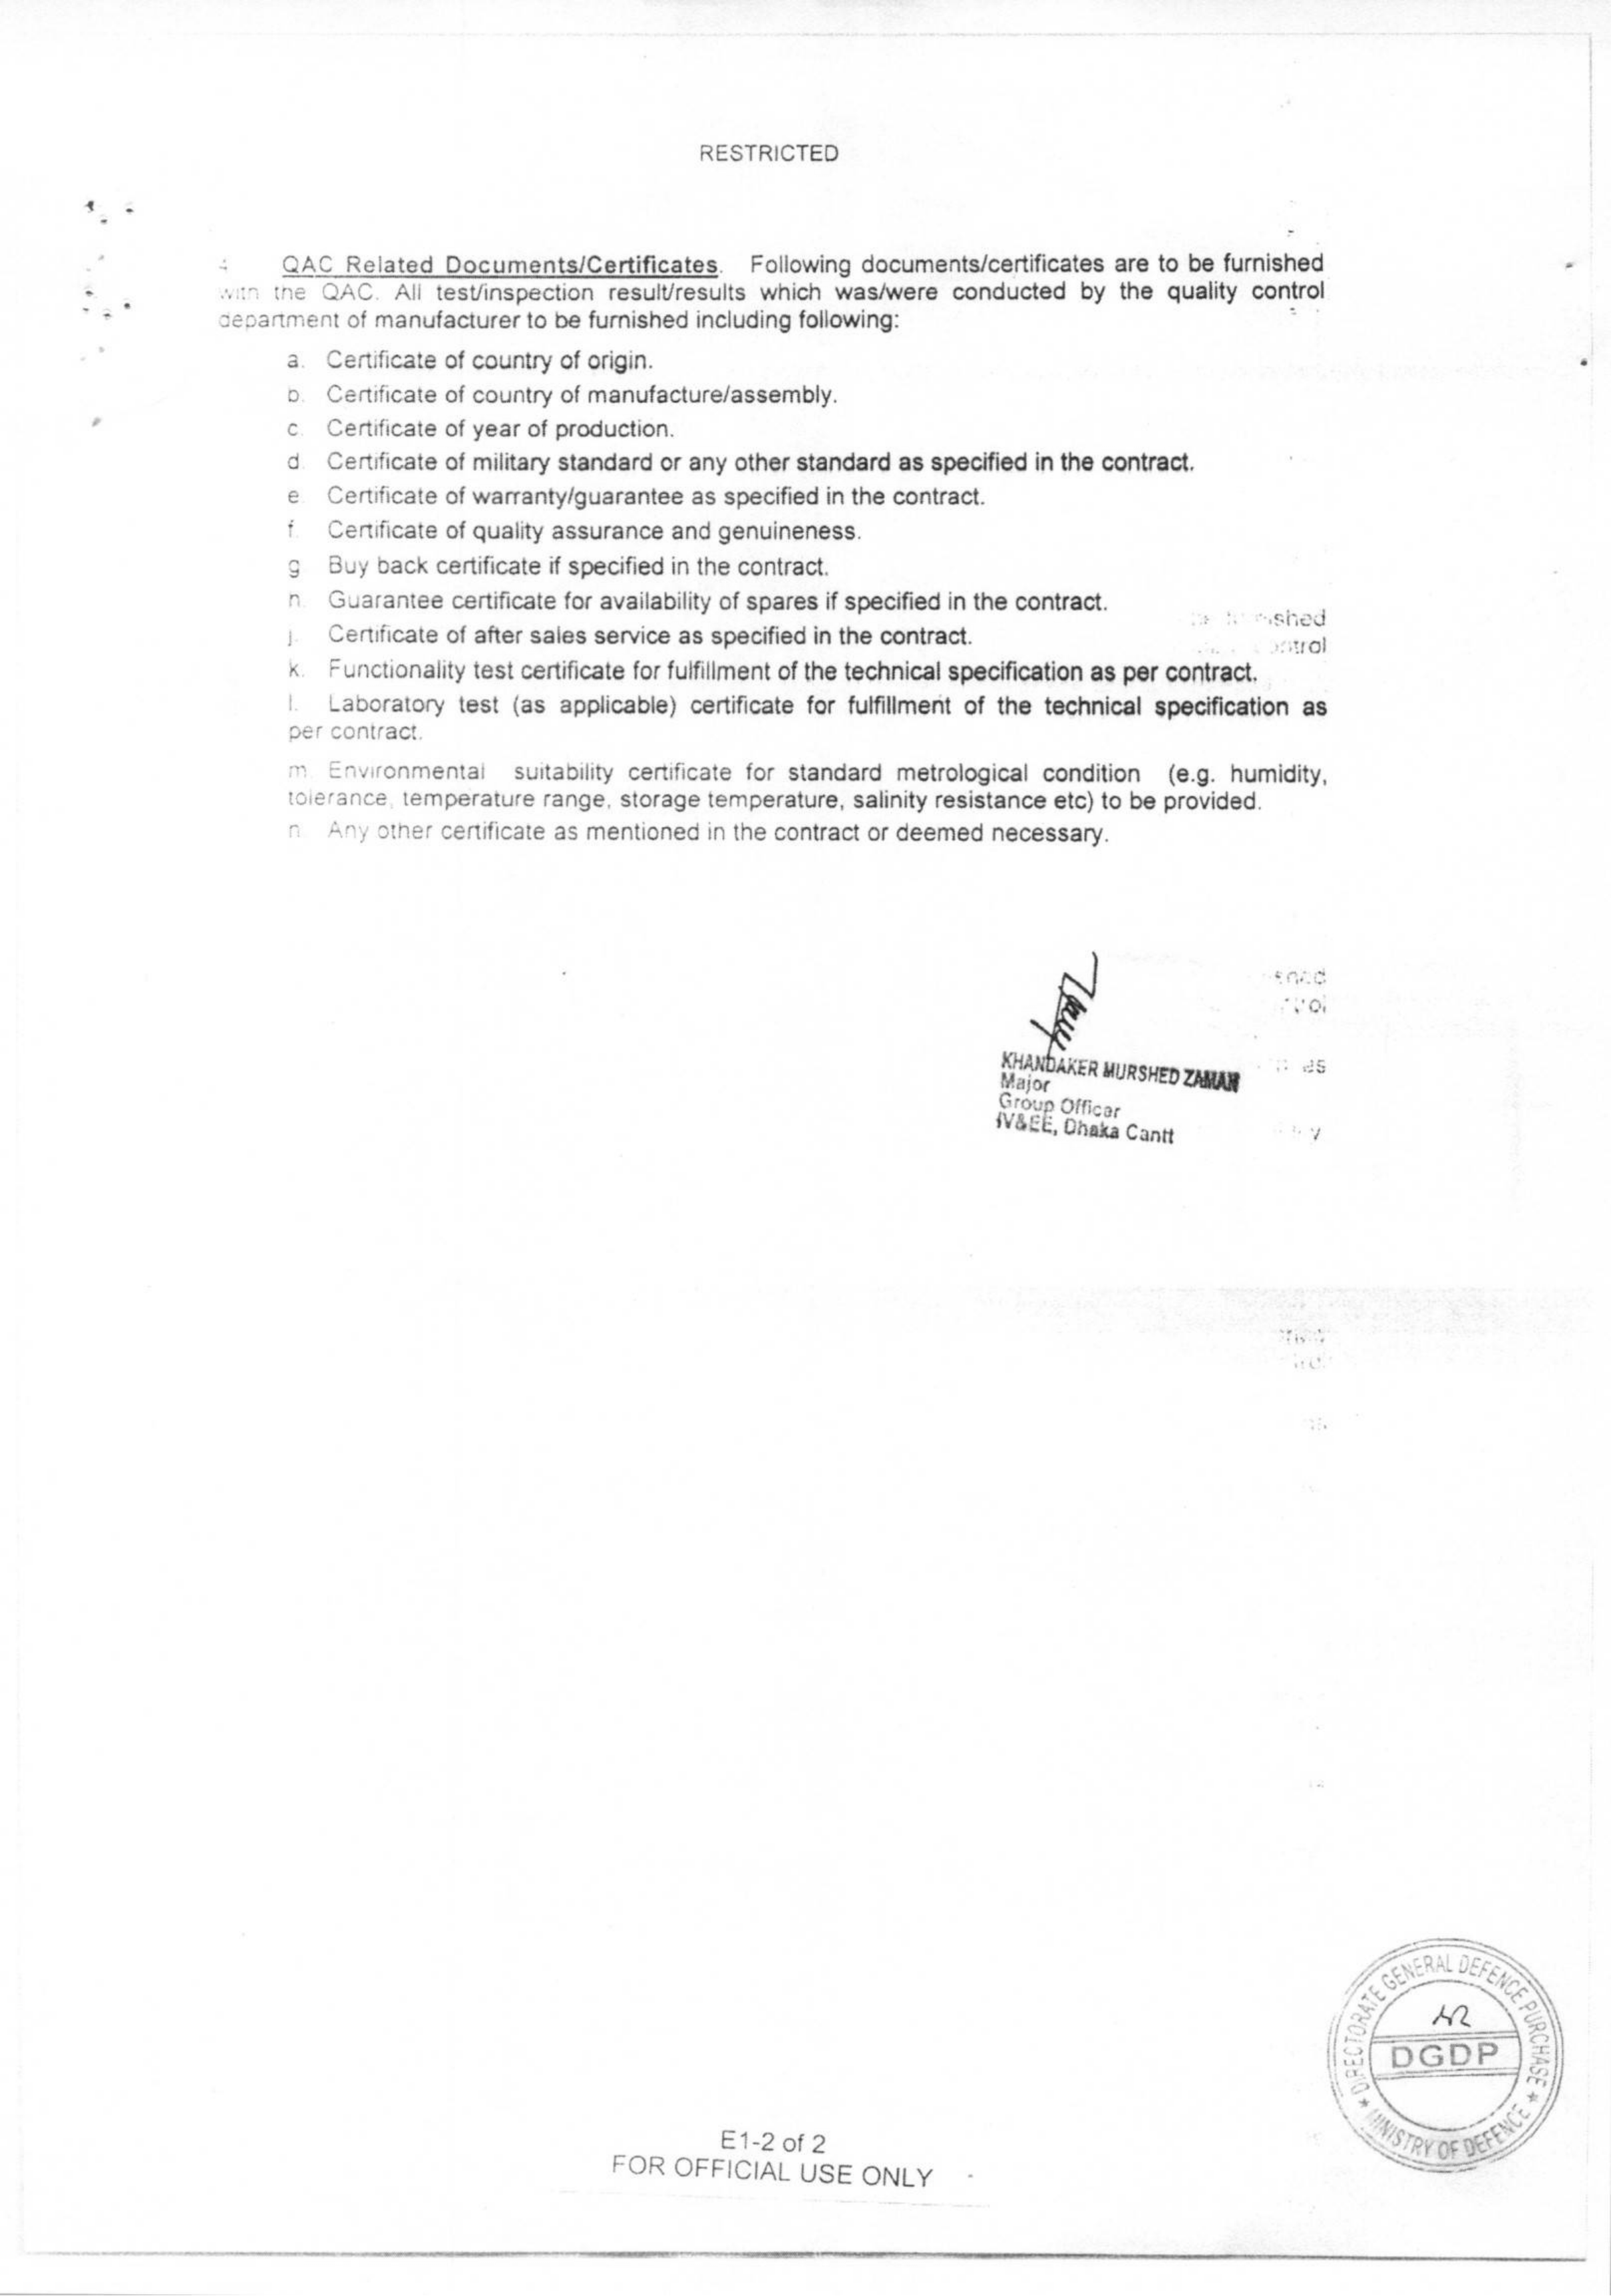 RESTRICTED
QAC Related Documents/Certificates. Following documents/certificates are to be furnished
with the QAC. All test/inspection result/results which was/were conducted by the quality control
department of manufacturer to be furnished including following:
a. Certificate of country of origin.
b. Certificate of country of manufacture/assembly.
c. Certificate of year of production.
d. Certificate of military standard or any other standard as specified in the contract.
e. Certificate of warranty/guarantee as specified in the contract.
f. Certificate of quality assurance and genuineness.
g. Buy back certificate if specified in the contract.
h. Guarantee certificate for availability of spares if specified in the contract.
j. Certificate of after sales service as specified in the contract.
k. Functionality test certificate for fulfillment of the technical specification as per contract.
l. Laboratory test (as applicable) certificate for fulfillment of the technical specification as
per contract.
m. Environmental suitability certificate for standard metrological condition (e.g. humidity,
tolerance, temperature range, storage temperature, salinity resistance etc) to be provided.
n. Any other certificate as mentioned in the contract or deemed necessary.
KHANDAKER MURSHED ZAMAN
Major
Group Officer
IV&EE, Dhaka Cantt
DIRECTORATE GENERAL DEFENCE PURCHASE
DGDP
MINISTRY OF DEFENCE
E1-2 of 2
FOR OFFICIAL USE ONLY